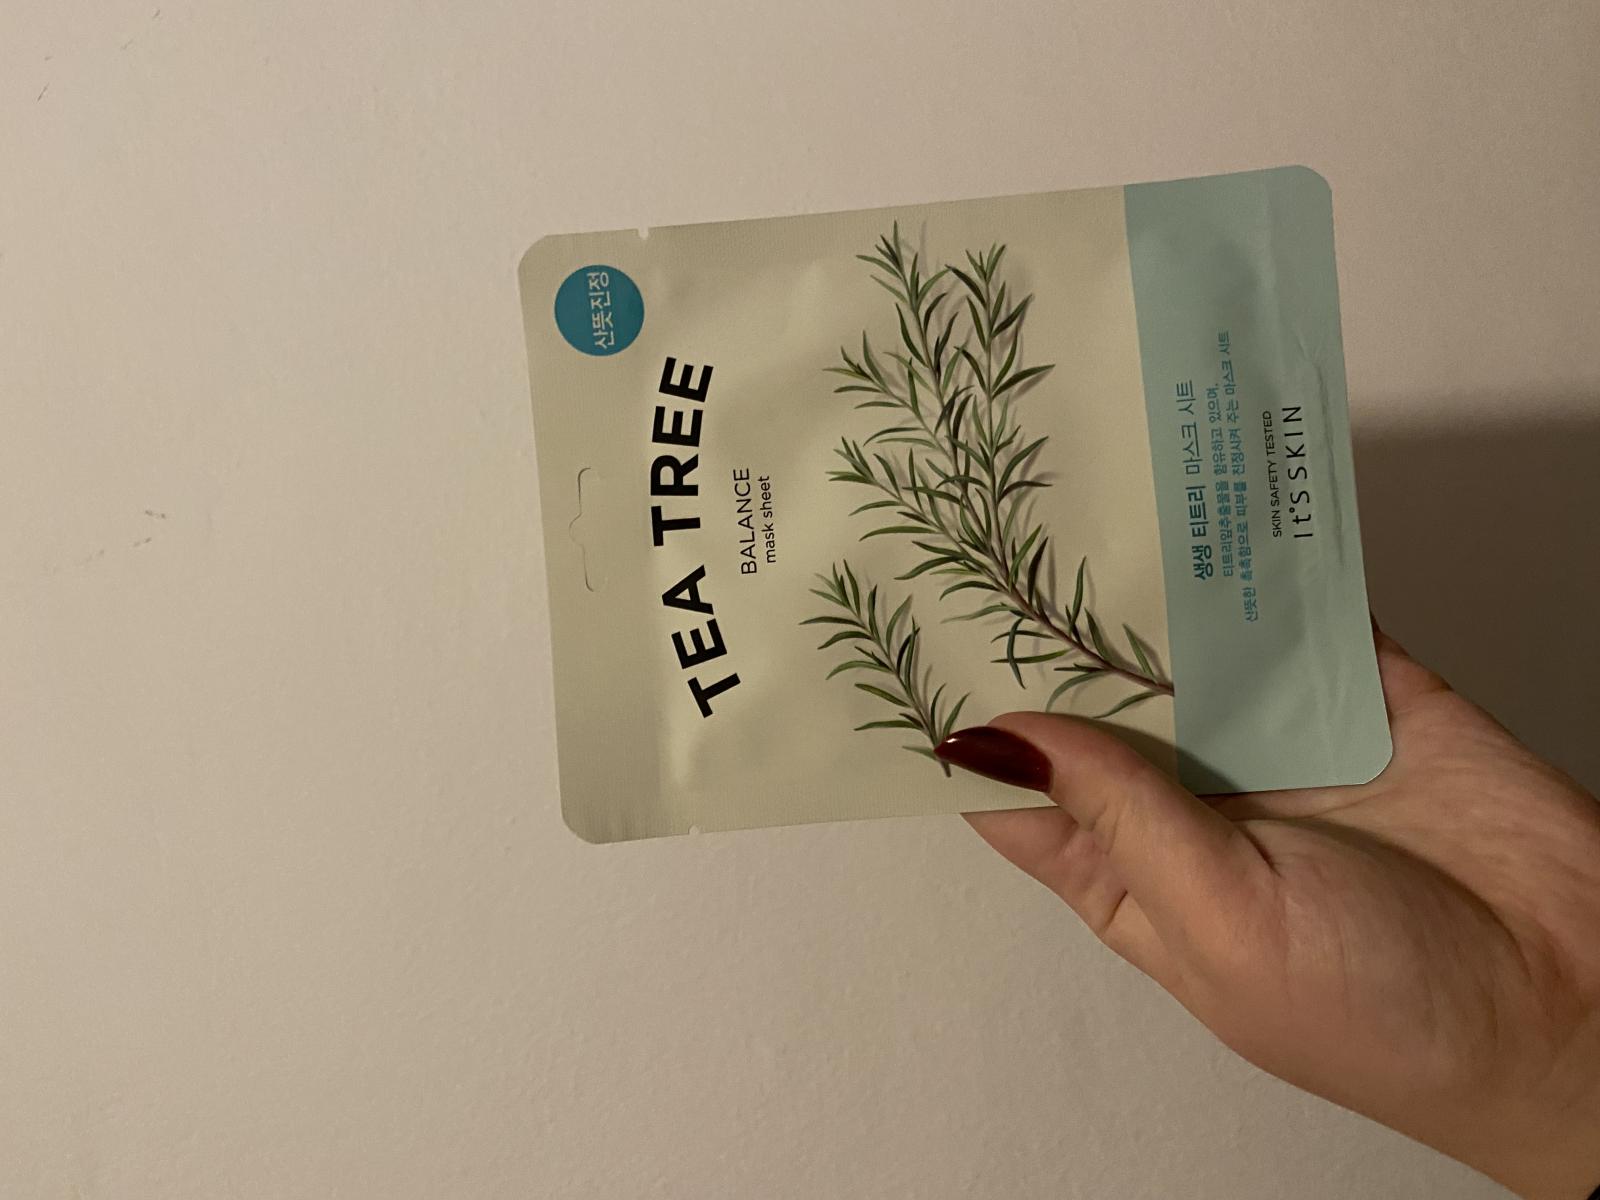 산뜻진정
TEA TREE
BALANCE
mask sheet
생생 티트리 마스크 시트
티트리잎추출물을 함유하고 있으며,
산뜻한 촉촉함으로 피부를 진정시켜 주는 마스크 시트
SKIN SAFETY TESTED
It'S SKIN